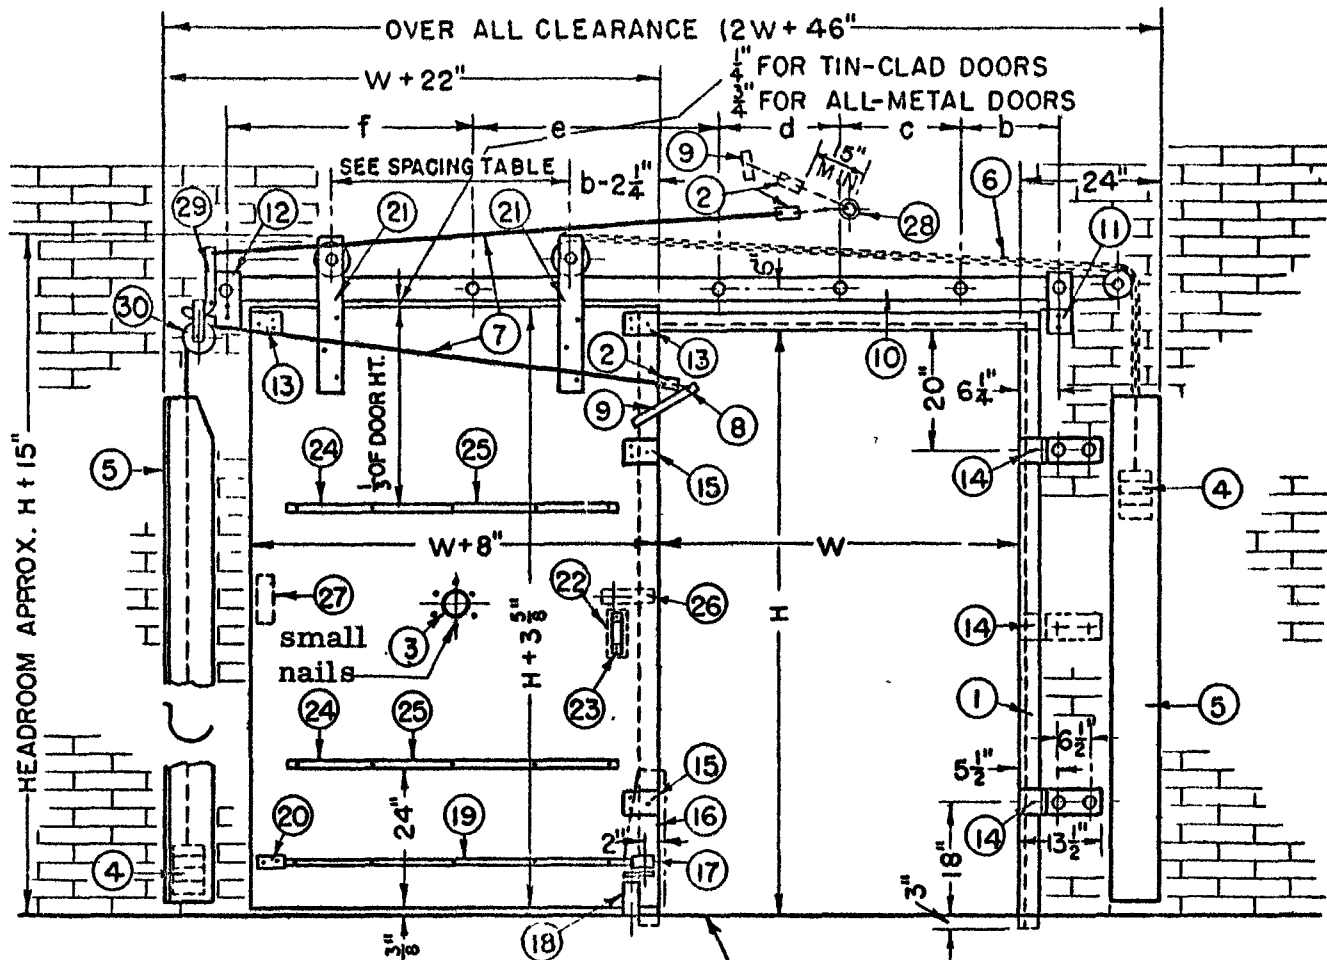 OVER ALL CLEARANCE (2W+46"
W+22"
1/4" FOR TIN-CLAD DOORS
3/4" FOR ALL-METAL DOORS
f
e
d
c
b
SEE SPACING TABLE
b-2 1/4"
9
5"
MIN
6
24"
29
12
21
21
2
28
11
5"
30
7
10
13
2
13
20"
6 1/4"
9
8
1/3 OF DOOR HT.
HEADROOM APPROX. H+15"
5
24
25
15
14
4
W+8"
W
27
22
26
small
nails
3
23
H+3 5/8"
H
14
1
5
24
25
6 1/2"
5 1/2"
15
16
24"
20
19
2"
17
14
13 1/2"
4
18"
3"
18
3/8"